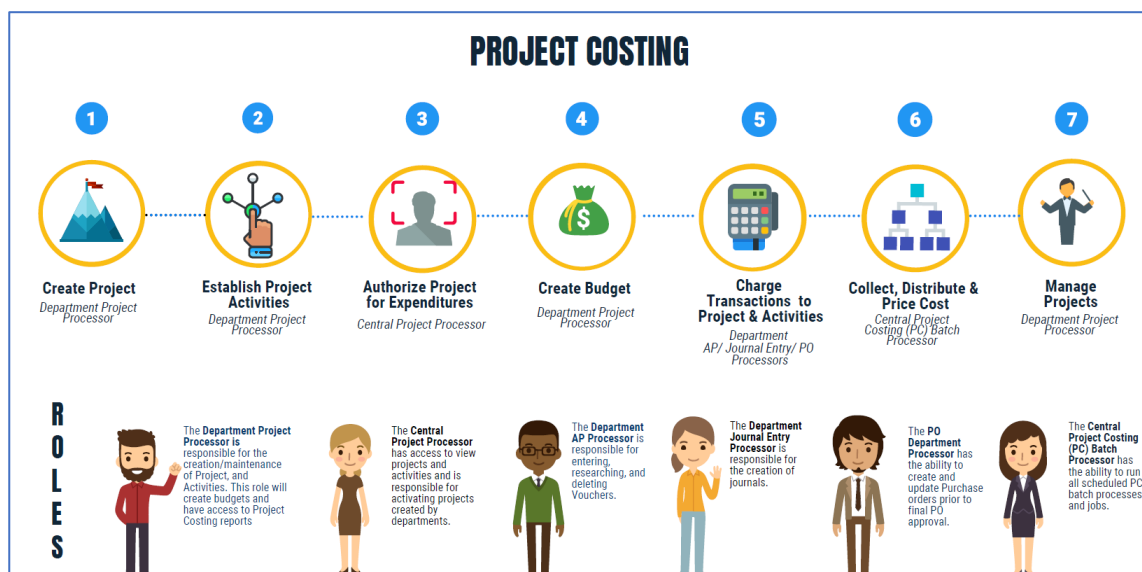 PROJECT COSTING
1
2
3
4
5
6
7
Create Project
Department Project
Processor
Establish Project
Activities
Department Project
Processor
Authorize Project
for Expenditures
Central Project Processor
Create Budget
Department Project
Processor
Charge
Transactions to
Project & Activities
Department
AP/ Journal Entry/ PO
Processors
Collect, Distribute &
Price Cost
Central Project
Costing (PC) Batch
Processor
Manage
Projects
Department Project
Processor
$
ROLES
The Department Project
Processor is
responsible for the
creation/maintenance
of Project, and
Activities. This role will
create budgets and
have access to Project
Costing reports
The Central
Project Processor
has access to view
projects and
activities and is
responsible for
activating projects
created by
departments.
The Department
AP Processor is
responsible for
entering,
researching, and
deleting
Vouchers.
The Department
Journal Entry
Processor is
responsible for
the creation of
journals.
The PO
Department
Processor has
the ability to
create and
update Purchase
orders prior to
final PO
approval.
The Central
Project Costing
(PC) Batch
Processor has
the ability to run
all scheduled PC
batch processes
and jobs.